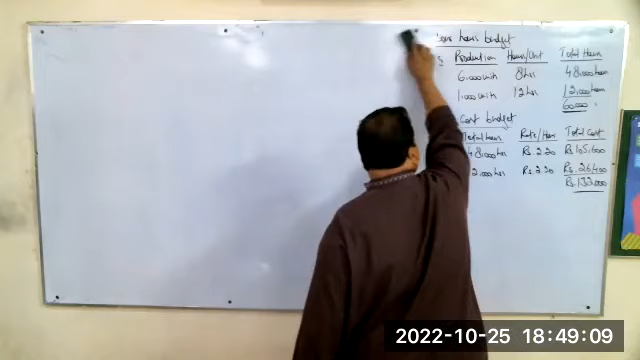 hours budget
Production Hours/Unit Total Hours
6,000 units 8 hrs 48,000 hours
1,000 units 12 hrs 12,000 hours
60,000
Cost budget
Total hours Rate/Hour Total Cost
48,000 hrs Rs. 2.20 Rs. 105,600
2,000 hrs Rs. 2.20 Rs. 26,400
Rs. 132,000
2022-10-25 18:49:09